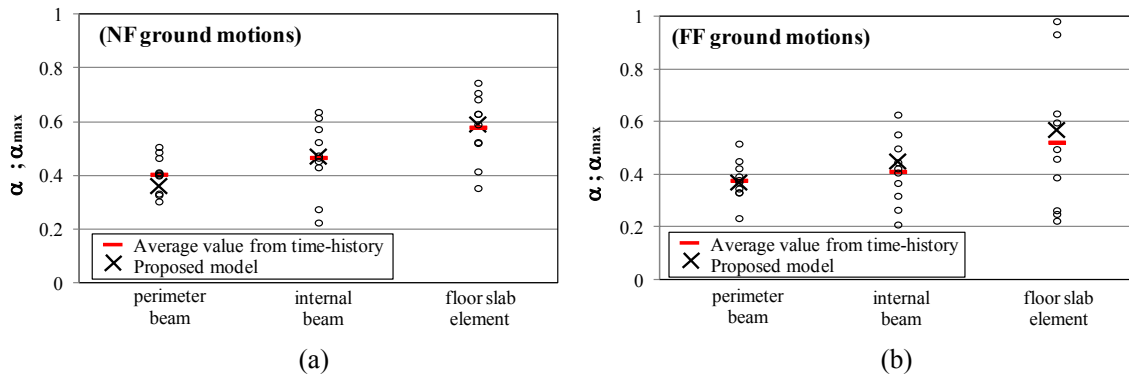 (NF ground motions)
1
0.8
0.6
0.4
0.2
0
α ; αmax
Average value from time-history
Proposed model
perimeter
beam
internal
beam
floor slab
element
(a)
(FF ground motions)
1
0.8
0.6
0.4
0.2
0
α ; αmax
Average value from time-history
Proposed model
perimeter
beam
internal
beam
floor slab
element
(b)